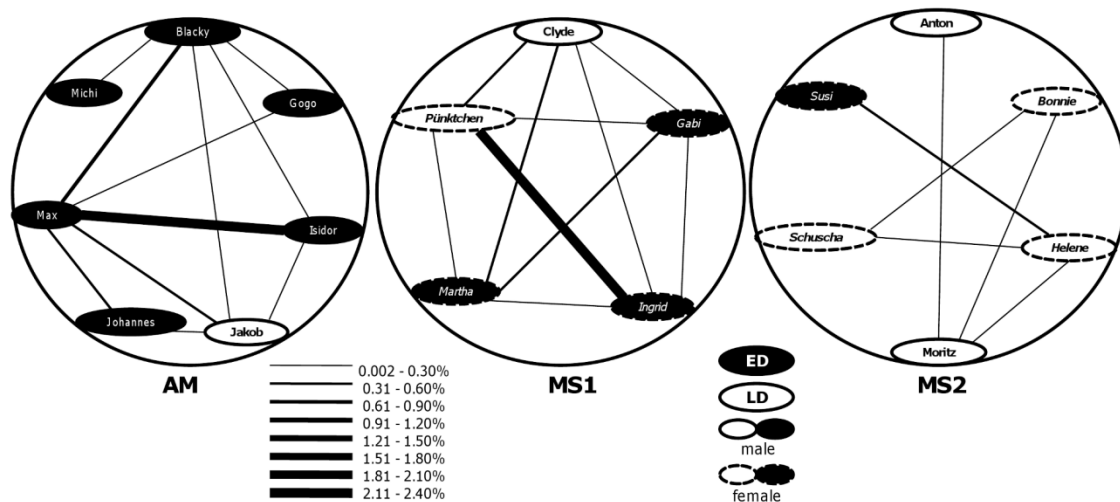 Blacky
Michi
Gogo
Max
Isidor
Johannes
Jakob
AM
Clyde
Pünktchen
Gabi
Martha
Ingrid
MS1
Anton
Susi
Bonnie
Schuscha
Helene
Moritz
MS2
0.002 - 0.30%
0.31 - 0.60%
0.61 - 0.90%
0.91 - 1.20%
1.21 - 1.50%
1.51 - 1.80%
1.81 - 2.10%
2.11 - 2.40%
ED
LD
male
female